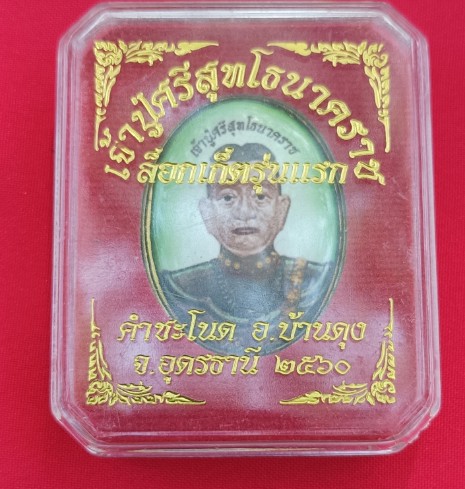 เจ้าปู่ศรีสุทโธนาคราช
ล็อกเก็ตรุ่นแรก
เจ้าปู่ศรีสุทโธนาคราช
คำชะโนด อ.บ้านดุง
จ.อุดรธานี ๒๕๖๐